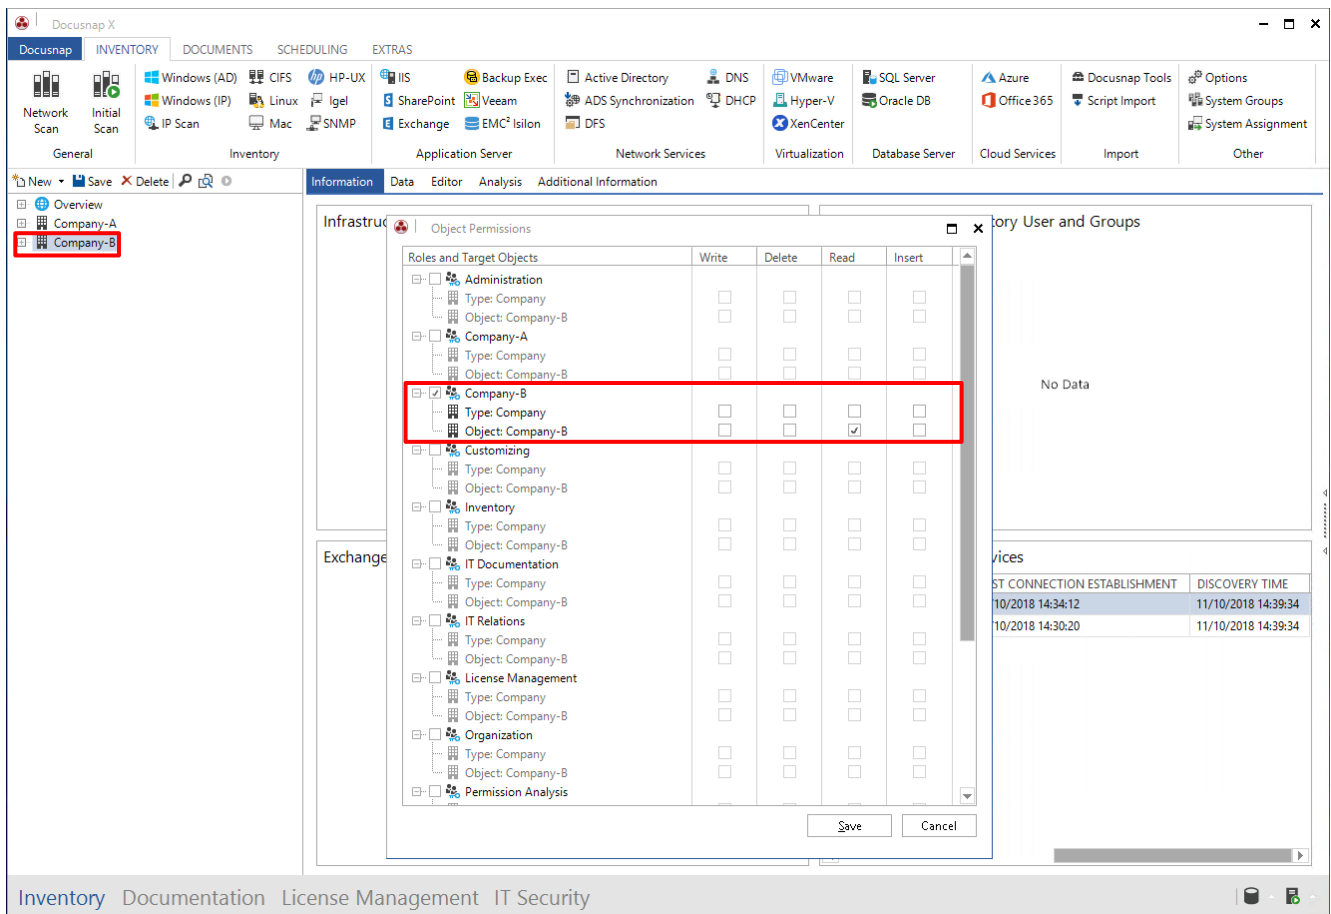 Docusnap X
Docusnap INVENTORY DOCUMENTS SCHEDULING EXTRAS
Windows (AD) CIFS HP-UX IIS Backup Exec Active Directory DNS VMware SQL Server Azure Docusnap Tools Options
Network Scan Initial Scan Windows (IP) Linux Igel SharePoint Veeam ADS Synchronization DHCP Hyper-V Oracle DB Office 365 Script Import System Groups
IP Scan Mac SNMP Exchange EMC² Isilon DFS XenCenter System Assignment
General Inventory Application Server Network Services Virtualization Database Server Cloud Services Import Other
New Save Delete Information Data Editor Analysis Additional Information
Overview
Company-A
Company-B
Infrastruc
Object Permissions
tory User and Groups
Roles and Target Objects Write Delete Read Insert
Administration
Type: Company
Object: Company-B
Company-A
Type: Company
Object: Company-B
Company-B
Type: Company
Object: Company-B
Customizing
Type: Company
Object: Company-B
Inventory
Type: Company
Object: Company-B
IT Documentation
Type: Company
Object: Company-B
IT Relations
Type: Company
Object: Company-B
License Management
Type: Company
Object: Company-B
Organization
Type: Company
Object: Company-B
Permission Analysis
Save Cancel
No Data
Exchange
vices
ST CONNECTION ESTABLISHMENT DISCOVERY TIME
/10/2018 14:34:12 11/10/2018 14:39:34
/10/2018 14:30:20 11/10/2018 14:39:34
Inventory Documentation License Management IT Security